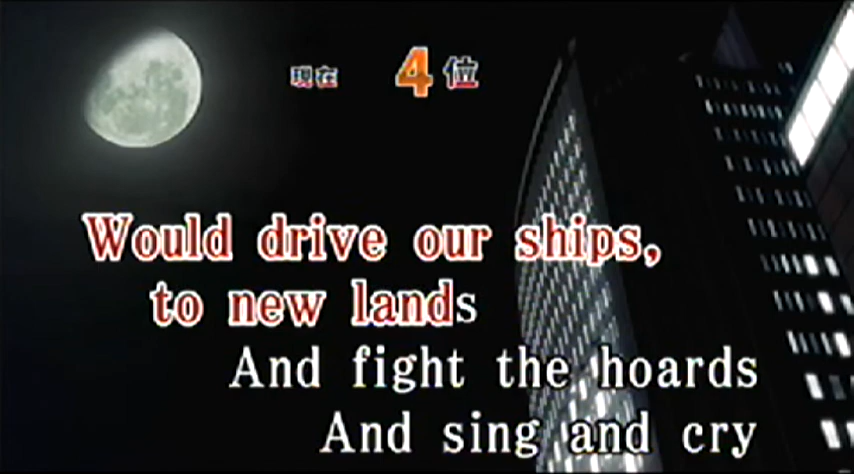 現在 4位
Would drive our ships,
to new lands
And fight the hoards
And sing and cry